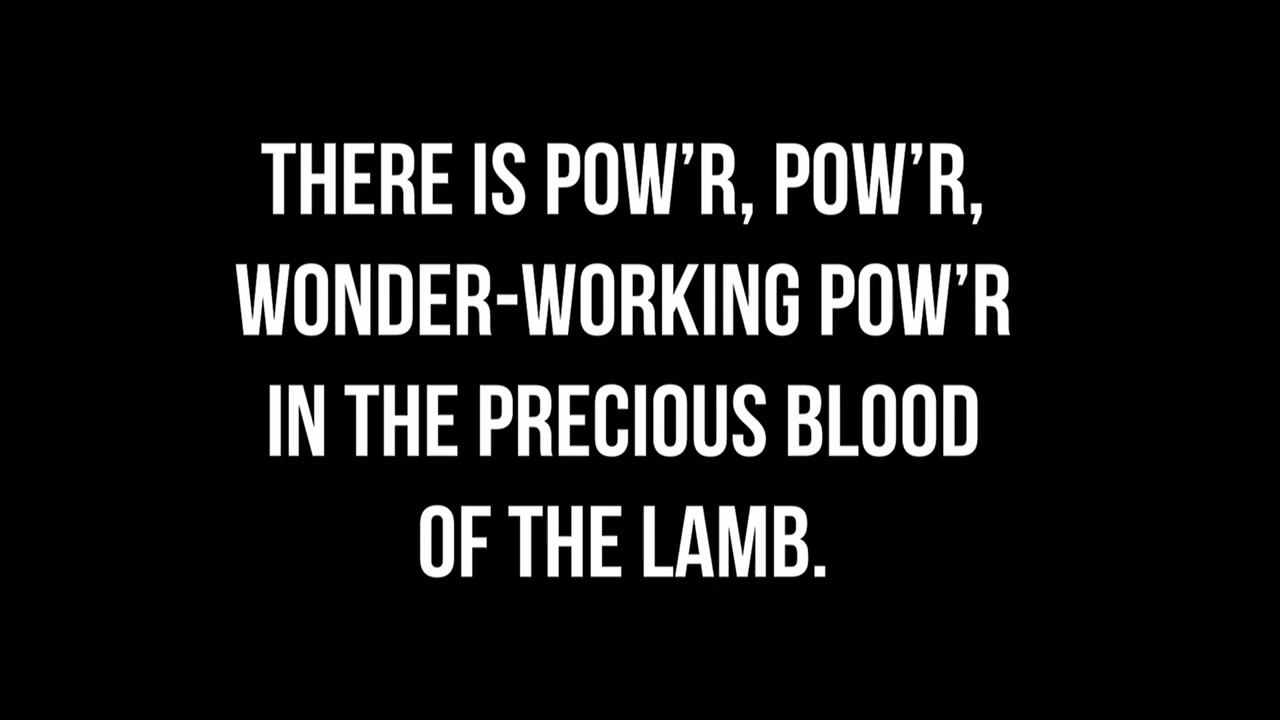 THERE IS POW’R, POW’R,
WONDER-WORKING POW’R
IN THE PRECIOUS BLOOD
OF THE LAMB.